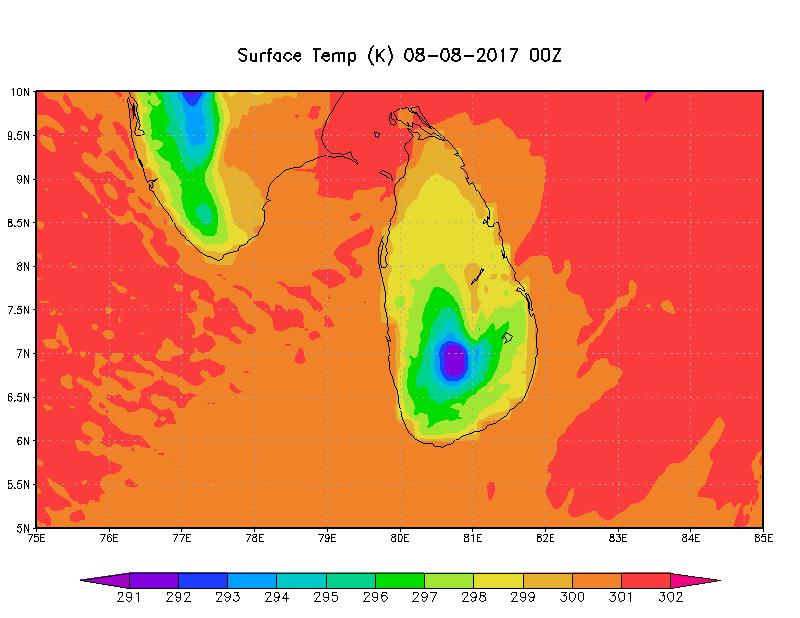 Surface Temp (K) 08-08-2017 00Z
10N
9.5N
9N
8.5N
8N
7.5N
7N
6.5N
6N
5.5N
5N
75E 76E 77E 78E 79E 80E 81E 82E 83E 84E 85E
291 292 293 294 295 296 297 298 299 300 301 302